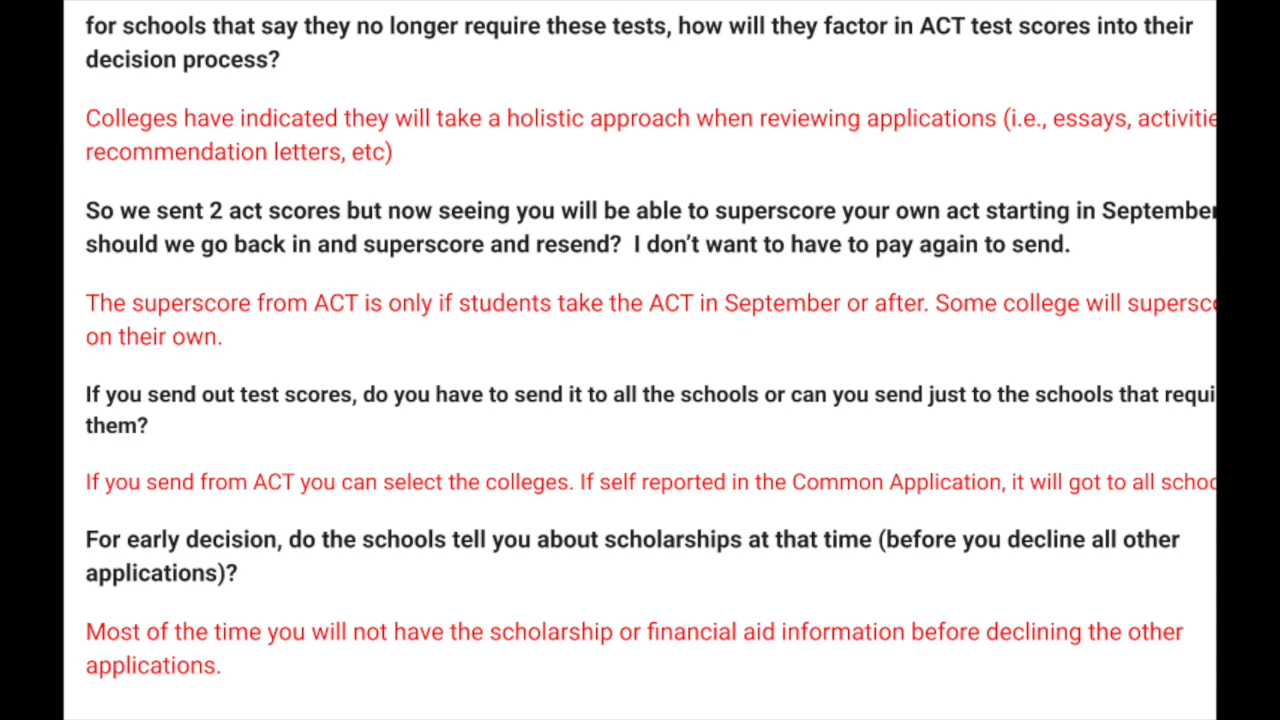 for schools that say they no longer require these tests, how will they factor in ACT test scores into their
decision process?
Colleges have indicated they will take a holistic approach when reviewing applications (i.e., essays, activitie
recommendation letters, etc)
So we sent 2 act scores but now seeing you will be able to superscore your own act starting in September
should we go back in and superscore and resend?  I don’t want to have to pay again to send.
The superscore from ACT is only if students take the ACT in September or after. Some college will supersco
on their own.
If you send out test scores, do you have to send it to all the schools or can you send just to the schools that requi
them?
If you send from ACT you can select the colleges. If self reported in the Common Application, it will got to all schoo
For early decision, do the schools tell you about scholarships at that time (before you decline all other
applications)?
Most of the time you will not have the scholarship or financial aid information before declining the other
applications.